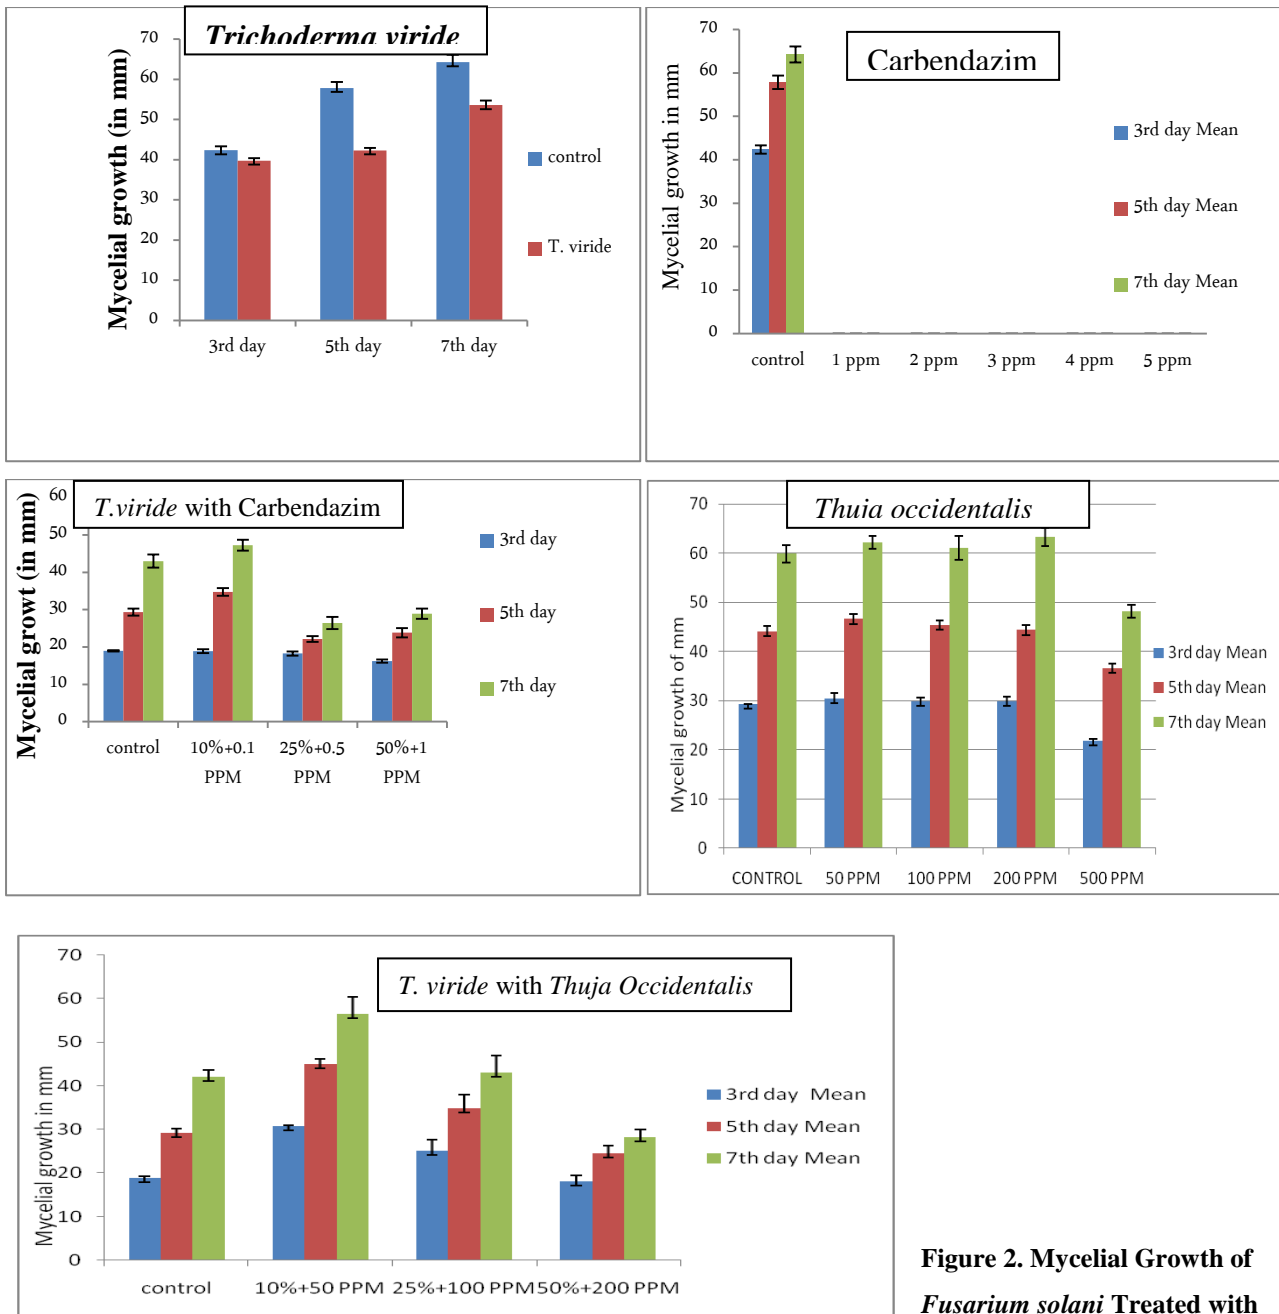 Trichoderma viride
Mycelial growth (in mm)
70
60
50
40
30
20
10
0
3rd day 5th day 7th day
control
T. viride
Carbendazim
Mycelial growth in mm
70
60
50
40
30
20
10
0
control 1 ppm 2 ppm 3 ppm 4 ppm 5 ppm
3rd day Mean
5th day Mean
7th day Mean
T.viride with Carbendazim
Mycelial growt (in mm)
60
50
40
30
20
10
0
control 10%+0.1 25%+0.5 50%+1
PPM PPM PPM
3rd day
5th day
7th day
Thuia occidentalis
Mycelial growth of mm
70
60
50
40
30
20
10
0
CONTROL 50 PPM 100 PPM 200 PPM 500 PPM
3rd day Mean
5th day Mean
7th day Mean
T. viride with Thuja Occidentalis
Mycelial growth in mm
70
60
50
40
30
20
10
0
control 10%+50 PPM 25%+100 PPM 50%+200 PPM
3rd day Mean
5th day Mean
7th day Mean
Figure 2. Mycelial Growth of
Fusarium solani Treated with